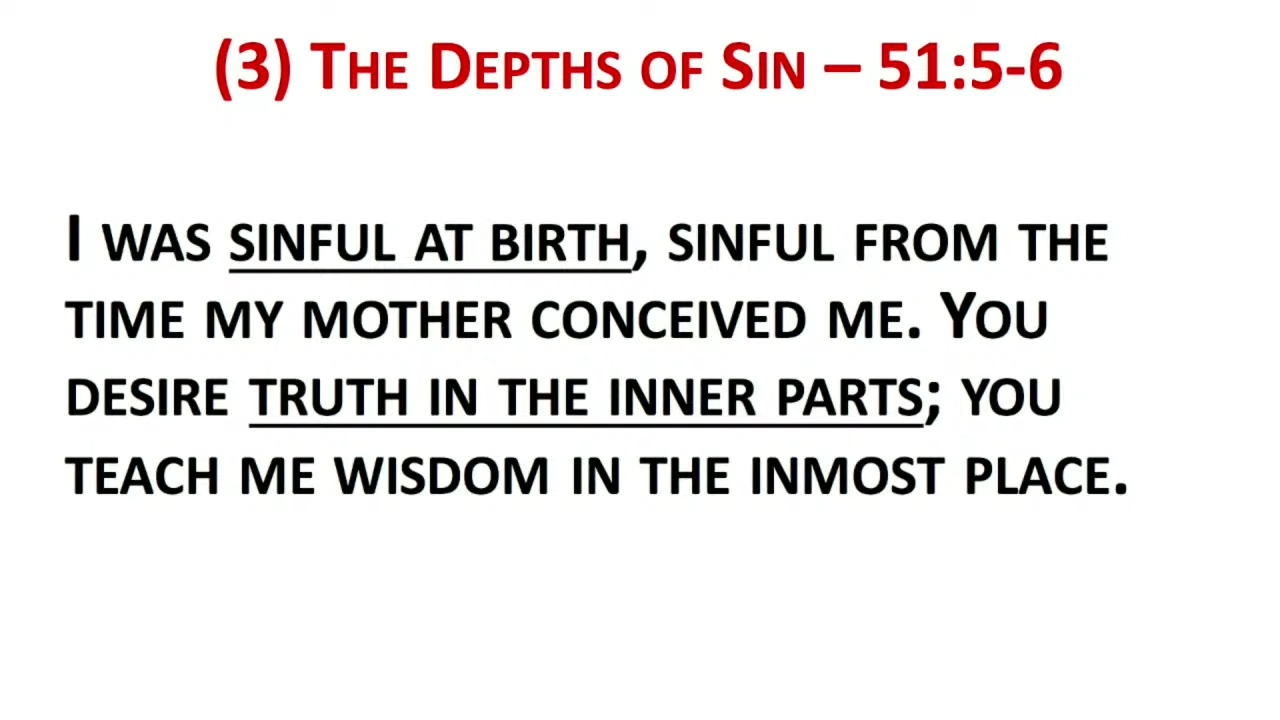 (3) The Depths of Sin – 51:5-6
I was sinful at birth, sinful from the
time my mother conceived me. You
desire truth in the inner parts; you
teach me wisdom in the inmost place.